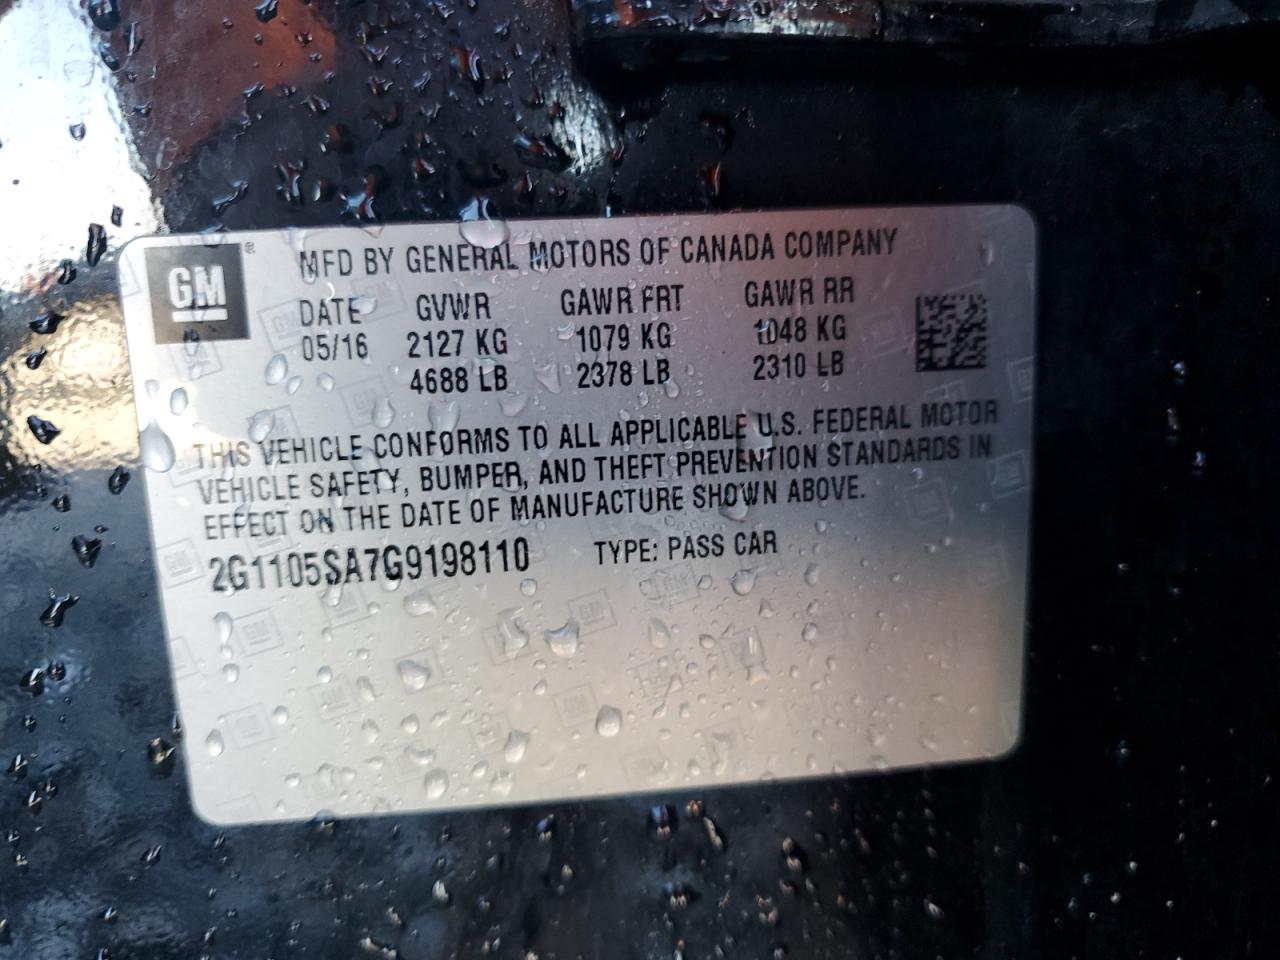 GM®
MFD BY GENERAL MOTORS OF CANADA COMPANY
DATE GVWR GAWR FRT GAWR RR
05/16 2127 KG 1079 KG 1048 KG
4688 LB 2378 LB 2310 LB
THIS VEHICLE CONFORMS TO ALL APPLICABLE U.S. FEDERAL MOTOR
VEHICLE SAFETY, BUMPER, AND THEFT PREVENTION STANDARDS IN
EFFECT ON THE DATE OF MANUFACTURE SHOWN ABOVE.
2G1105SA7G9198110 TYPE: PASS CAR